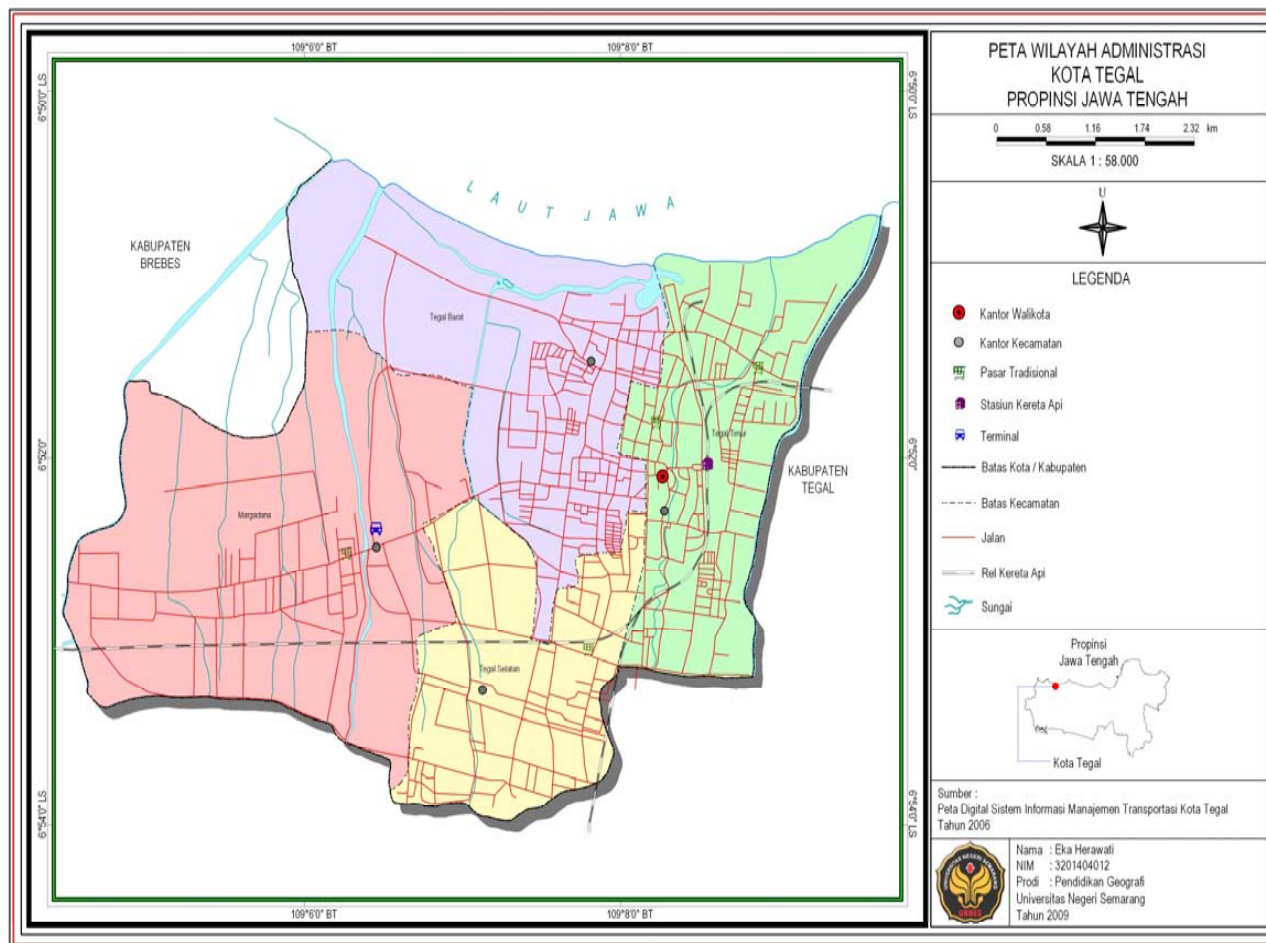 109°6'0" BT
109°8'0" BT
6°50'0" LS
6°50'0" LS
LAUT JAWA
KABUPATEN
BREBES
Tegal Barat
Tegal Timur
6°52'0"
6°52'0"
KABUPATEN
TEGAL
Margadana
Tegal Selatan
6°54'0" LS
6°54'0" LS
109°6'0" BT
109°8'0" BT
PETA WILAYAH ADMINISTRASI
KOTA TEGAL
PROPINSI JAWA TENGAH
0 0.58 1.16 1.74 2.32 km
SKALA 1 : 58.000
U
LEGENDA
Kantor Walikota
Kantor Kecamatan
Pasar Tradisional
Stasiun Kereta Api
Terminal
Batas Kota / Kabupaten
Batas Kecamatan
Jalan
Rel Kereta Api
Sungai
Propinsi
Jawa Tengah
Kota Tegal
Sumber :
Peta Digital Sistem Informasi Manajemen Transportasi Kota Tegal
Tahun 2006
UNIVERSITAS NEGERI SEMARANG
UNNES
Nama : Eka Herawati
NIM : 3201404012
Prodi : Pendidikan Geografi
Universitas Negeri Semarang
Tahun 2009